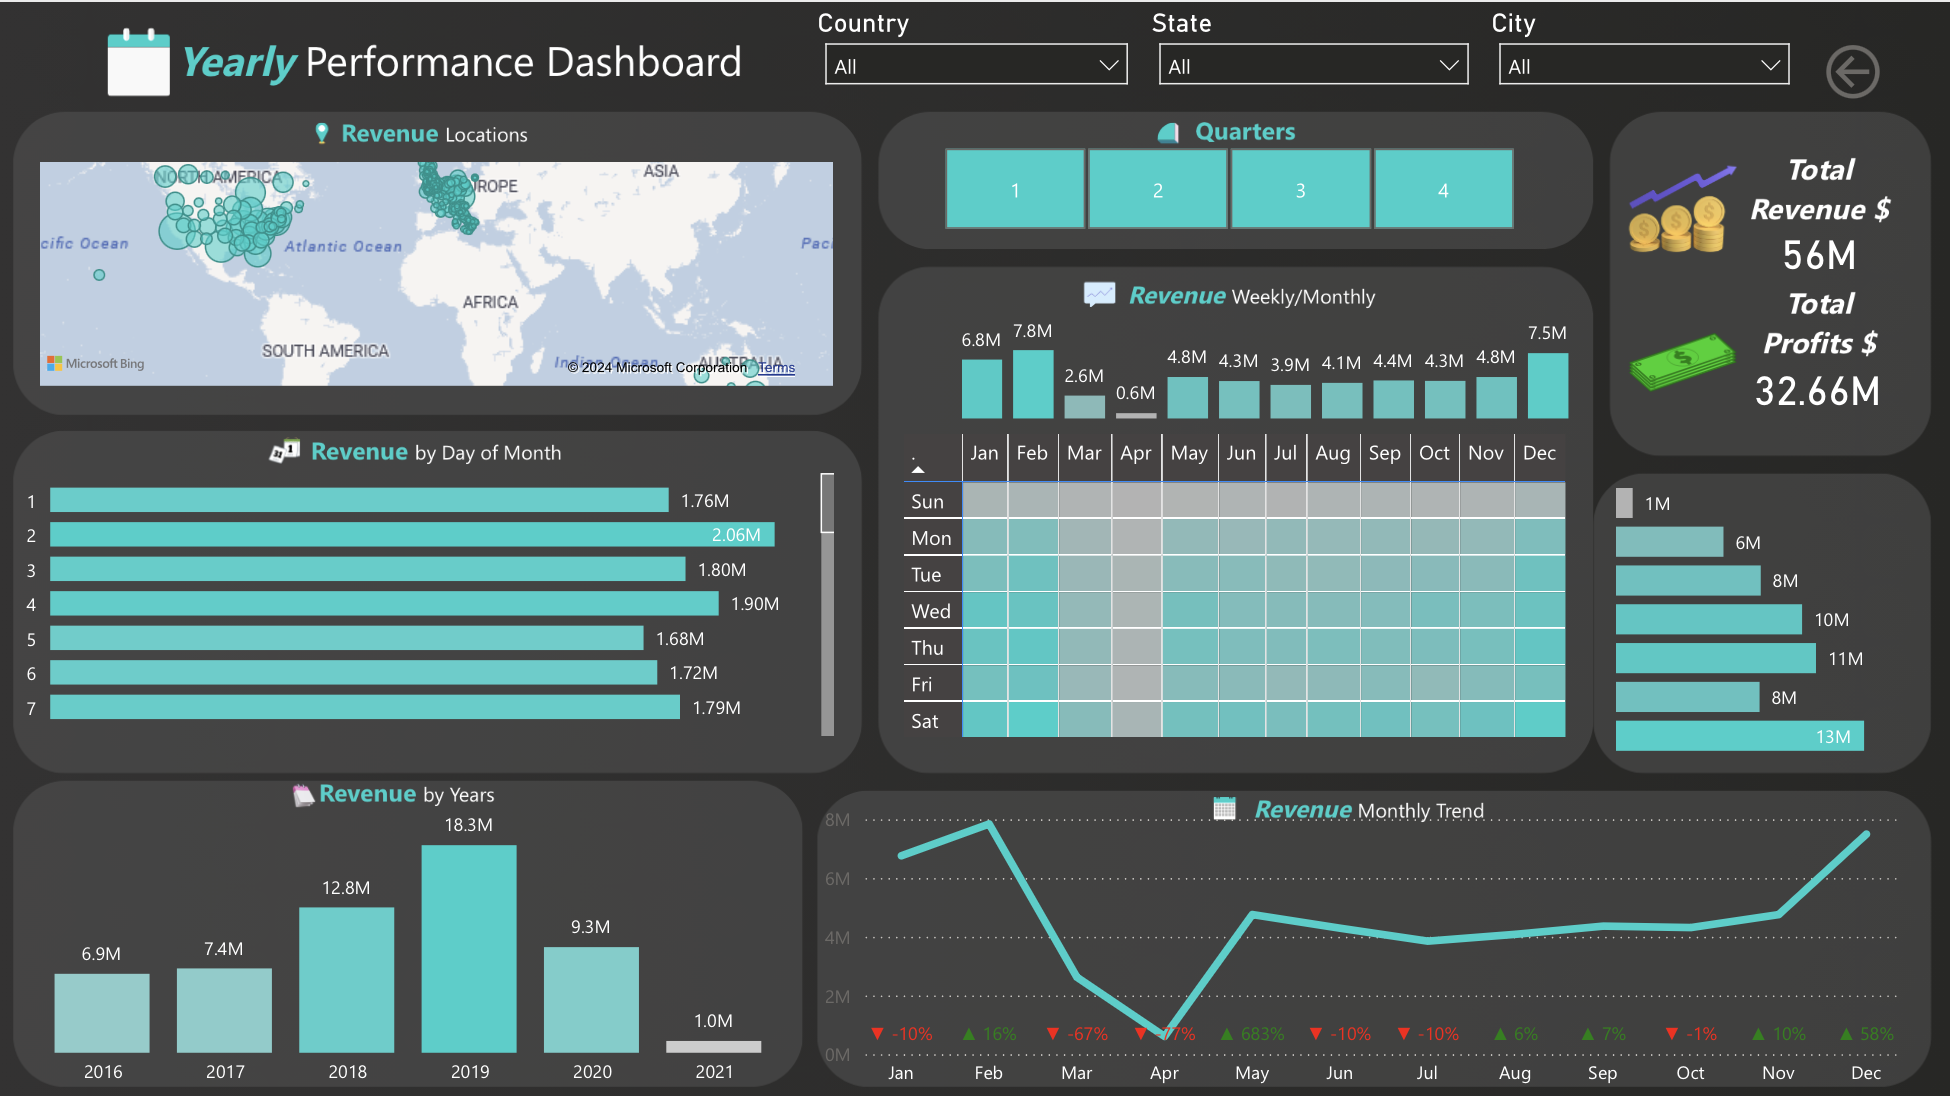 Yearly Performance Dashboard
Country
All
State
All
City
All
Revenue Locations
NORTH AMERICA
ASIA
cific Ocean
Atlantic Ocean
Paci
AFRICA
SOUTH AMERICA
Indian Ocean
AUSTRALIA
Microsoft Bing
© 2024 Microsoft Corporation
Terms
Quarters
1
2
3
4
Total
Revenue $
56M
Total
Profits $
32.66M
Revenue Weekly/Monthly
6.8M
7.8M
2.6M
0.6M
4.8M
4.3M
3.9M
4.1M
4.4M
4.3M
4.8M
7.5M
.
Jan
Feb
Mar
Apr
May
Jun
Jul
Aug
Sep
Oct
Nov
Dec
Sun
Mon
Tue
Wed
Thu
Fri
Sat
1M
6M
8M
10M
11M
8M
13M
Revenue by Day of Month
1 1.76M
2 2.06M
3 1.80M
4 1.90M
5 1.68M
6 1.72M
7 1.79M
Revenue by Years
6.9M
7.4M
12.8M
18.3M
9.3M
1.0M
2016
2017
2018
2019
2020
2021
Revenue Monthly Trend
8M
6M
4M
2M
0M
-10%
16%
-67%
-77%
683%
-10%
-10%
6%
7%
-1%
10%
58%
Jan
Feb
Mar
Apr
May
Jun
Jul
Aug
Sep
Oct
Nov
Dec